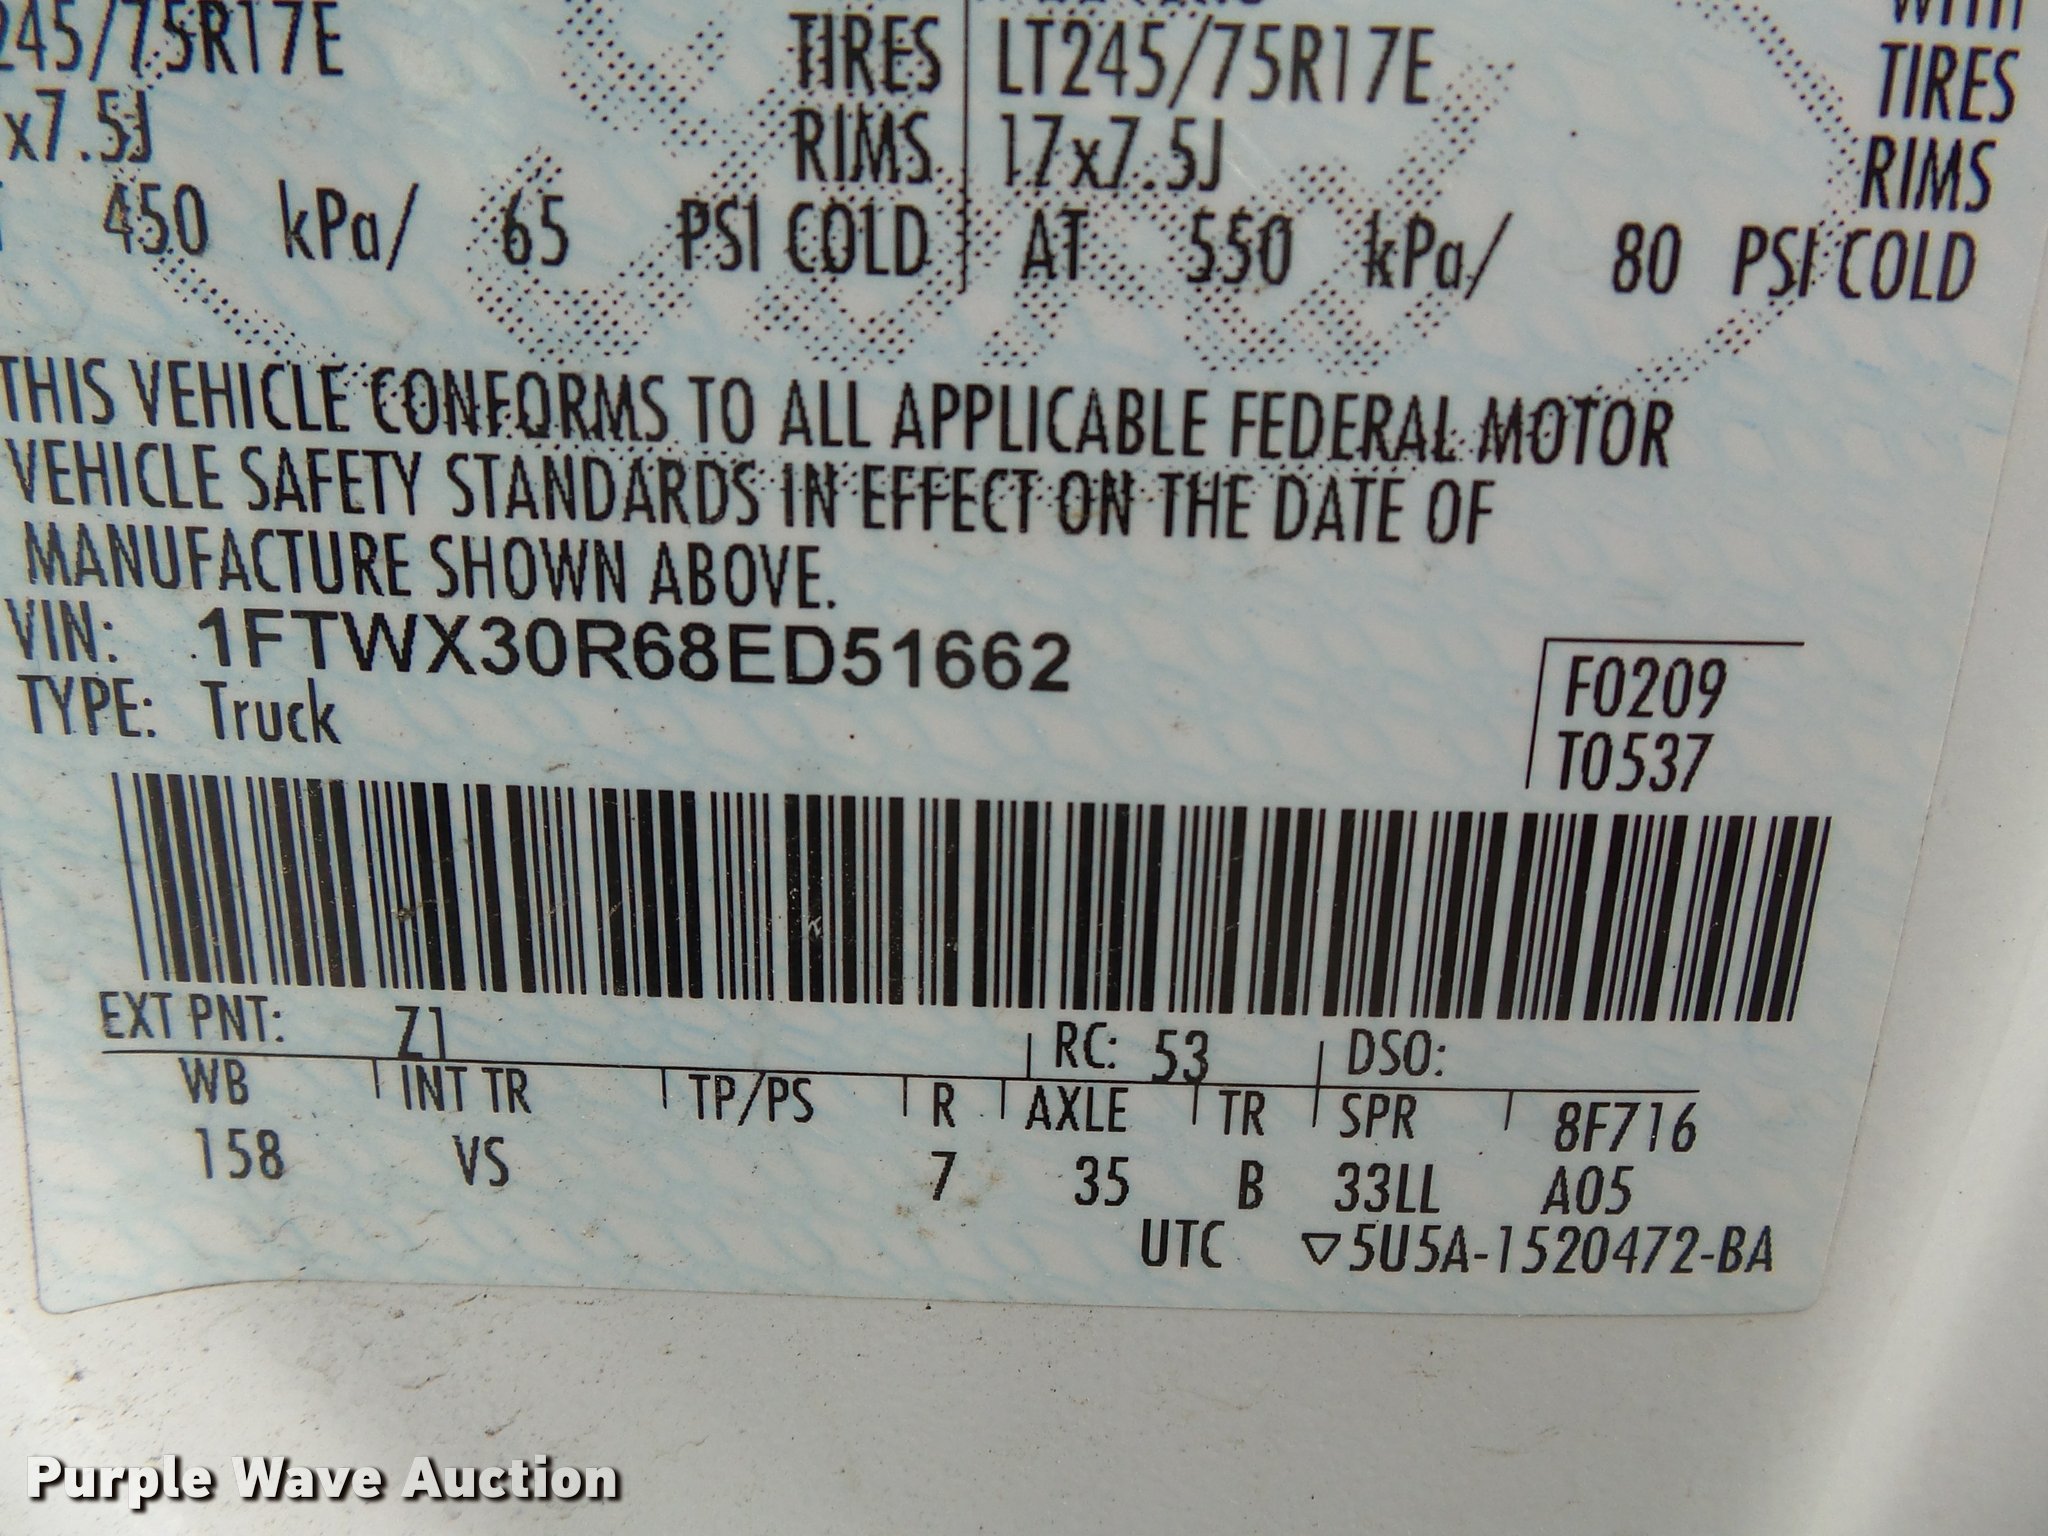 245/75R17E TIRES LT245/75R17E TIRES
x7.5J RIMS 17x7.5J RIMS
450 kPa/ 65 PSI COLD AT 550 kPa/ 80 PSI COLD
THIS VEHICLE CONFORMS TO ALL APPLICABLE FEDERAL MOTOR
VEHICLE SAFETY STANDARDS IN EFFECT ON THE DATE OF
MANUFACTURE SHOWN ABOVE.
VIN: 1FTWX30R68ED51662
TYPE: Truck
F0209
T0537
EXT PNT: Z1 RC: 53 DSO:
WB INT TR TP/PS R AXLE TR SPR 8F716
158 VS 7 35 B 33LL A05
UTC ▽5U5A-1520472-BA
Purple Wave Auction